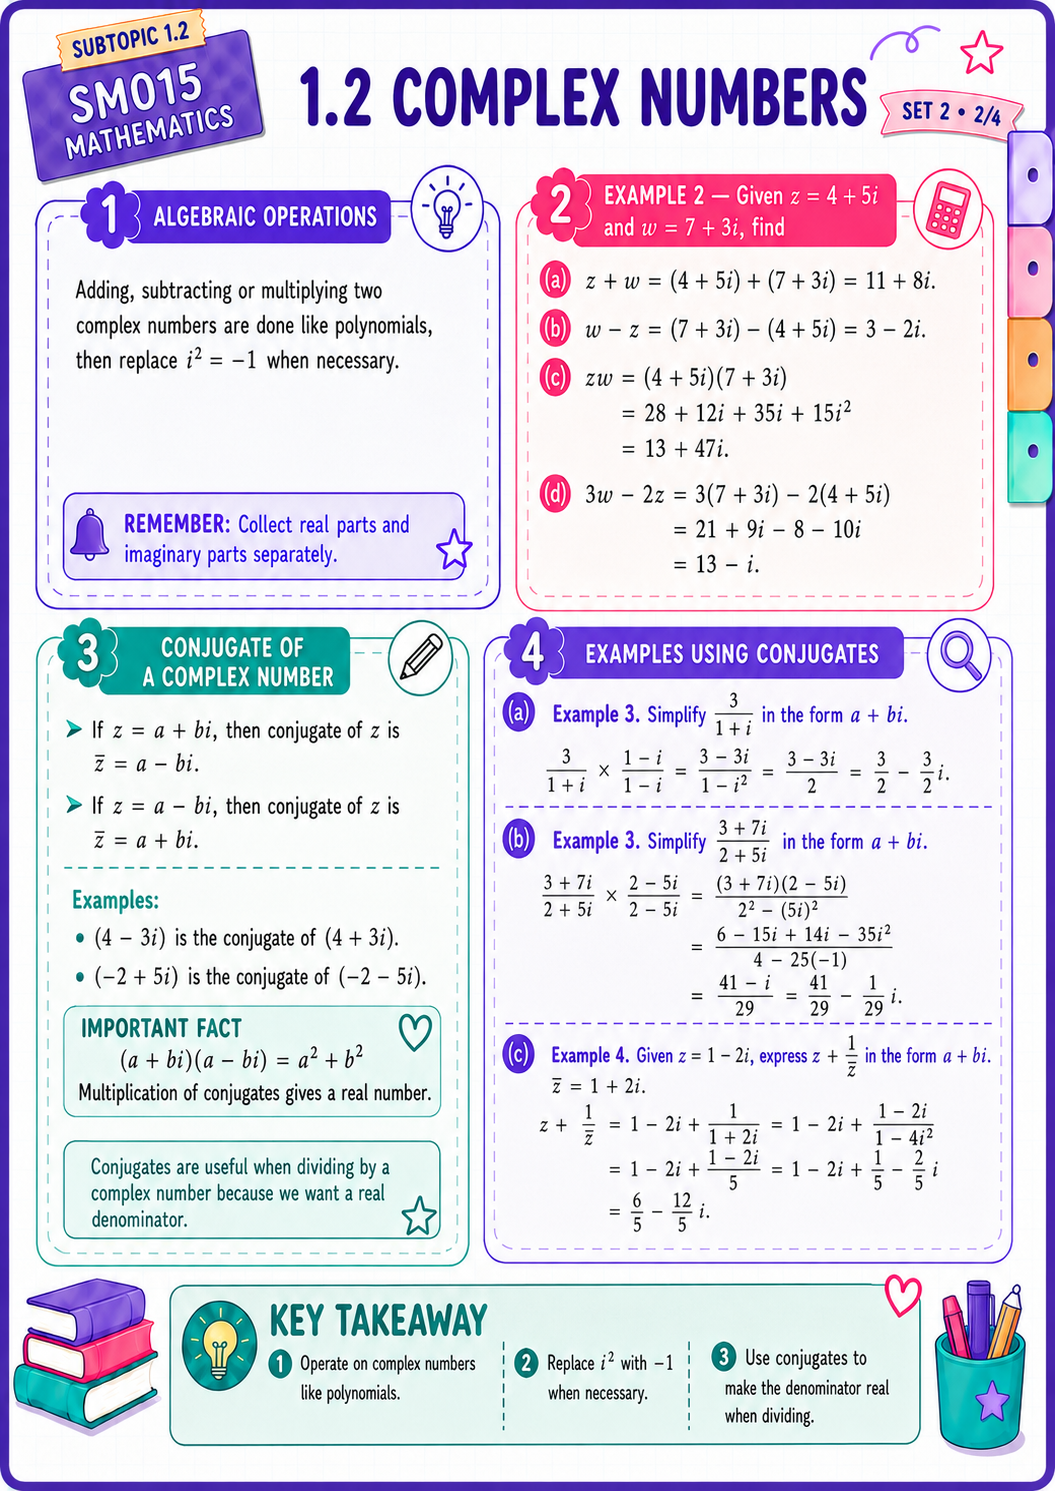 SUBTOPIC 1.2
SM015
MATHEMATICS
1.2 COMPLEX NUMBERS
SET 2 • 2/4
1 ALGEBRAIC OPERATIONS
Adding, subtracting or multiplying two
complex numbers are done like polynomials,
then replace i² = −1 when necessary.
REMEMBER: Collect real parts and
imaginary parts separately.
2 EXAMPLE 2 — Given z = 4 + 5i
and w = 7 + 3i, find
(a) z + w = (4 + 5i) + (7 + 3i) = 11 + 8i.
(b) w − z = (7 + 3i) − (4 + 5i) = 3 − 2i.
(c) zw = (4 + 5i)(7 + 3i)
= 28 + 12i + 35i + 15i²
= 13 + 47i.
(d) 3w − 2z = 3(7 + 3i) − 2(4 + 5i)
= 21 + 9i − 8 − 10i
= 13 − i.
3 CONJUGATE OF
A COMPLEX NUMBER
➤ If z = a + bi, then conjugate of z is
z̅ = a − bi.
➤ If z = a − bi, then conjugate of z is
z̅ = a + bi.
Examples:
• (4 − 3i) is the conjugate of (4 + 3i).
• (−2 + 5i) is the conjugate of (−2 − 5i).
IMPORTANT FACT
(a + bi)(a − bi) = a² + b²
Multiplication of conjugates gives a real number.
Conjugates are useful when dividing by a
complex number because we want a real
denominator.
4 EXAMPLES USING CONJUGATES
(a) Example 3. Simplify 3/(1 + i) in the form a + bi.
3/(1 + i) × (1 − i)/(1 − i) = (3 − 3i)/(1 − i²) = (3 − 3i)/2 = 3/2 − 3/2 i.
(b) Example 3. Simplify (3 + 7i)/(2 + 5i) in the form a + bi.
(3 + 7i)/(2 + 5i) × (2 − 5i)/(2 − 5i) = (3 + 7i)(2 − 5i)/(2² − (5i)²)
= (6 − 15i + 14i − 35i²)/(4 − 25(−1))
= (41 − i)/29 = 41/29 − 1/29 i.
(c) Example 4. Given z = 1 − 2i, express z + 1/z̅ in the form a + bi.
z̅ = 1 + 2i.
z + 1/z̅ = 1 − 2i + 1/(1 + 2i) = 1 − 2i + (1 − 2i)/(1 − 4i²)
= 1 − 2i + (1 − 2i)/5 = 1 − 2i + 1/5 − 2/5 i
= 6/5 − 12/5 i.
KEY TAKEAWAY
1 Operate on complex numbers
like polynomials.
2 Replace i² with −1
when necessary.
3 Use conjugates to
make the denominator real
when dividing.